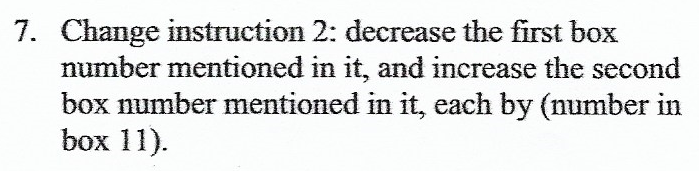 7. Change instruction 2: decrease the first box
number mentioned in it, and increase the second
box number mentioned in it, each by (number in
box 11).